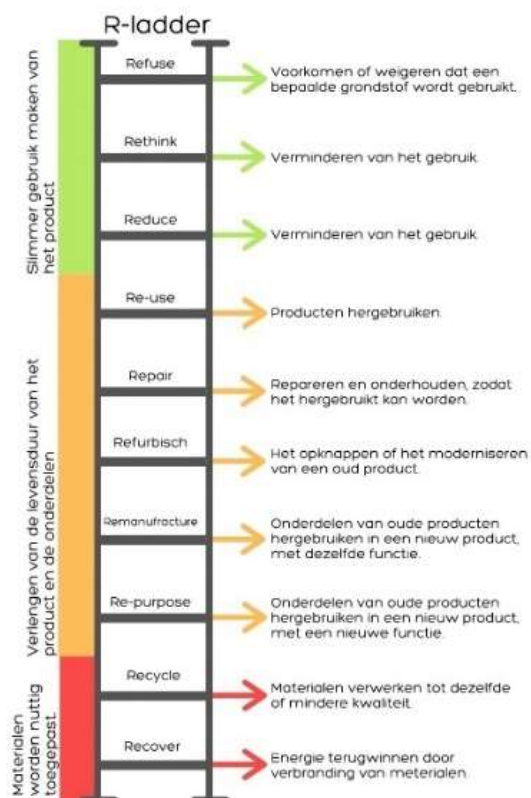 R-ladder
Slimmer gebruik maken van
het product
Refuse
Voorkomen of weigeren dat een
bepaalde grondstof wordt gebruikt.
Rethink
Verminderen van het gebruik.
Reduce
Verminderen van het gebruik
Verlengen van de levensduur van het
product en de onderdelen
Re-use
Producten hergebruiken.
Repair
Repareren en onderhouden, zodat
het hergebruikt kan worden.
Refurbisch
Het opknappen of het moderniseren
van een oud product.
Remanufracture
Onderdelen van oude producten
hergebruiken in een nieuw product,
met dezelfde functie.
Re-purpose
Onderdelen van oude producten
hergebruiken in een nieuw product,
met een nieuwe functie.
Materialen
worden nuttig
toegepast.
Recycle
Materialen verwerken tot dezelfde
of mindere kwaliteit.
Recover
Energie terugwinnen door
verbranding van meterialen.